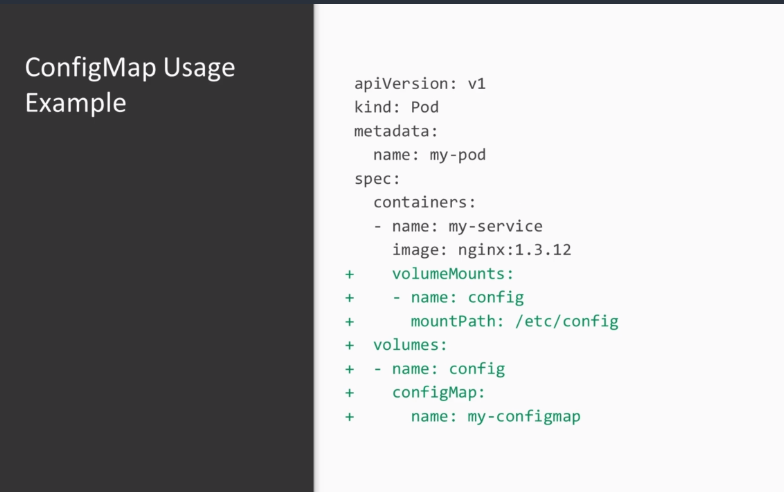 ConfigMap Usage
Example
apiVersion: v1
kind: Pod
metadata:
  name: my-pod
spec:
  containers:
  - name: my-service
    image: nginx:1.3.12
+    volumeMounts:
+    - name: config
+      mountPath: /etc/config
+  volumes:
+  - name: config
+    configMap:
+      name: my-configmap